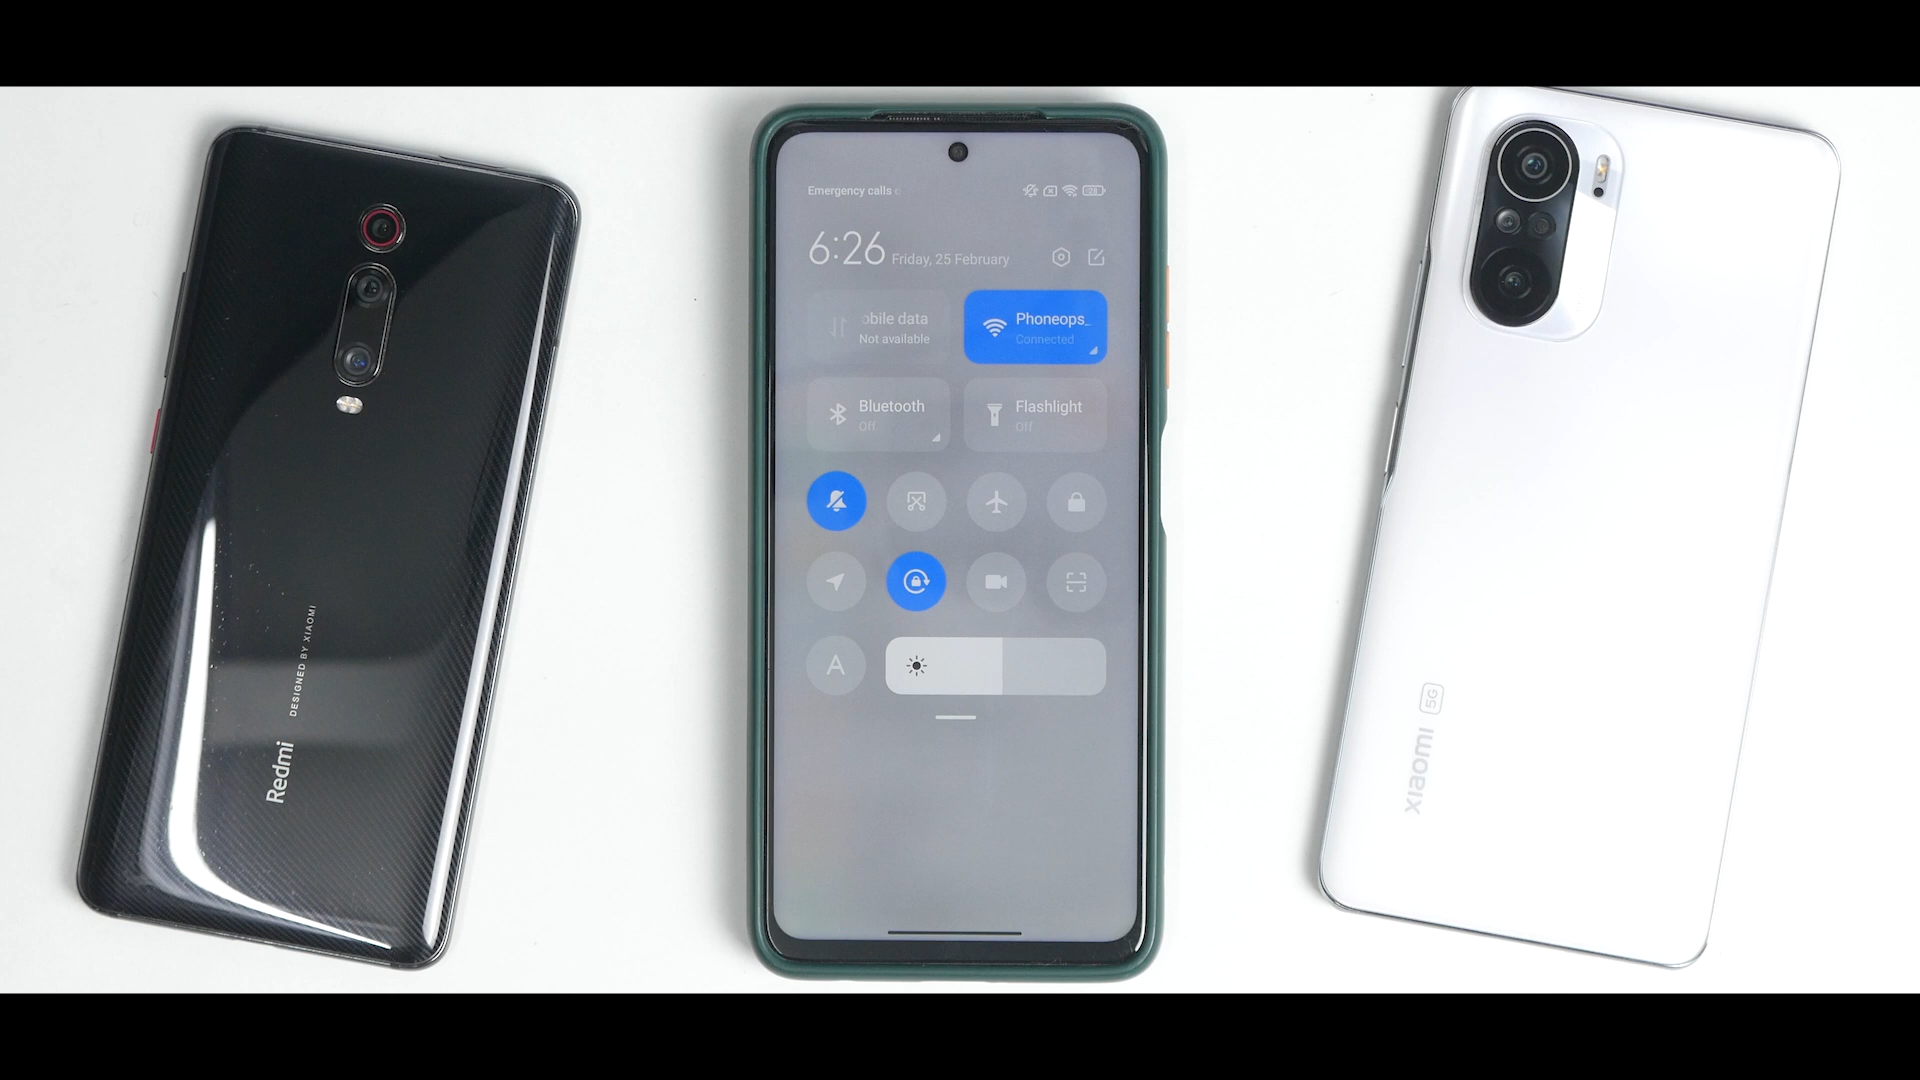 Redmi
DESIGNED BY XIAOMI
Emergency calls
6:26 Friday, 25 February
obile data
Not available
Phoneops_
Connected
Bluetooth
Off
Flashlight
Off
A
xiaomi 5G